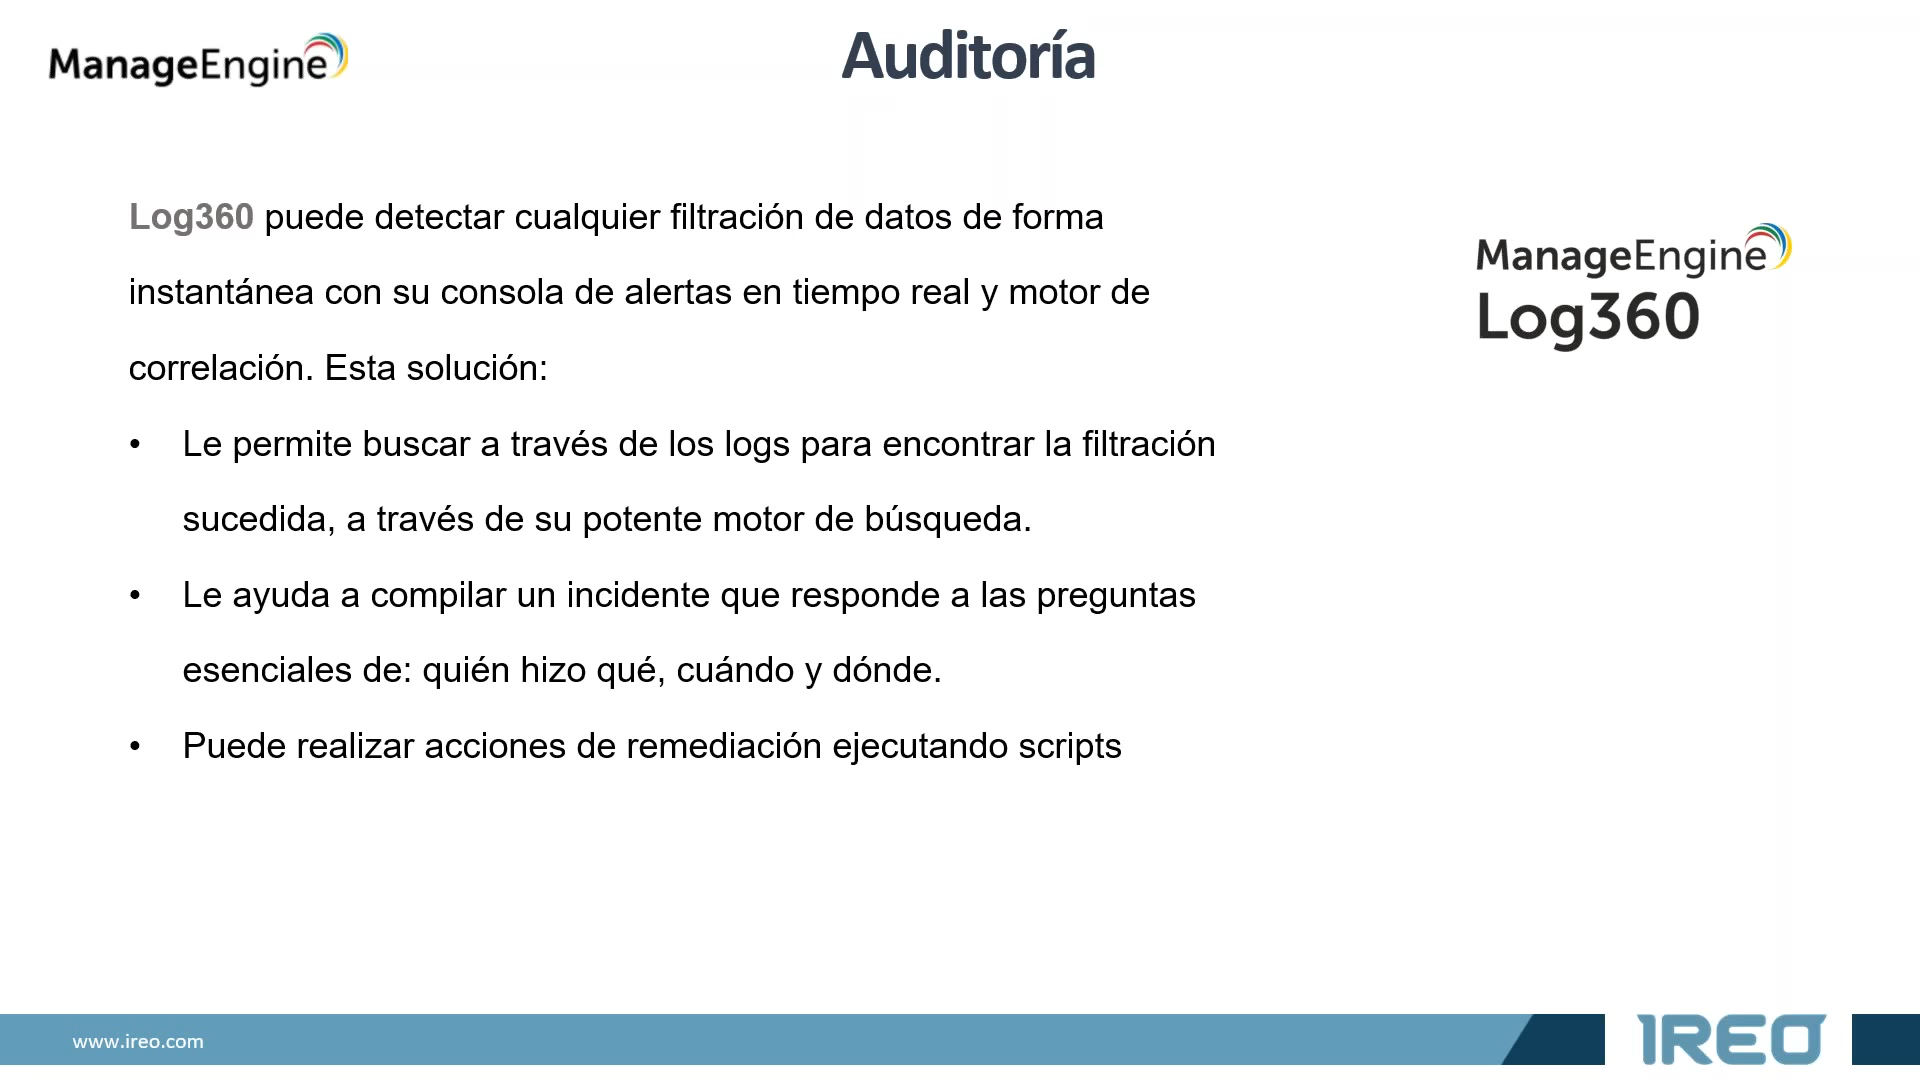 ManageEngine
Auditoría
Log360 puede detectar cualquier filtración de datos de forma
instantánea con su consola de alertas en tiempo real y motor de
correlación. Esta solución:
• Le permite buscar a través de los logs para encontrar la filtración
sucedida, a través de su potente motor de búsqueda.
• Le ayuda a compilar un incidente que responde a las preguntas
esenciales de: quién hizo qué, cuándo y dónde.
• Puede realizar acciones de remediación ejecutando scripts
ManageEngine
Log360
www.ireo.com
IREO